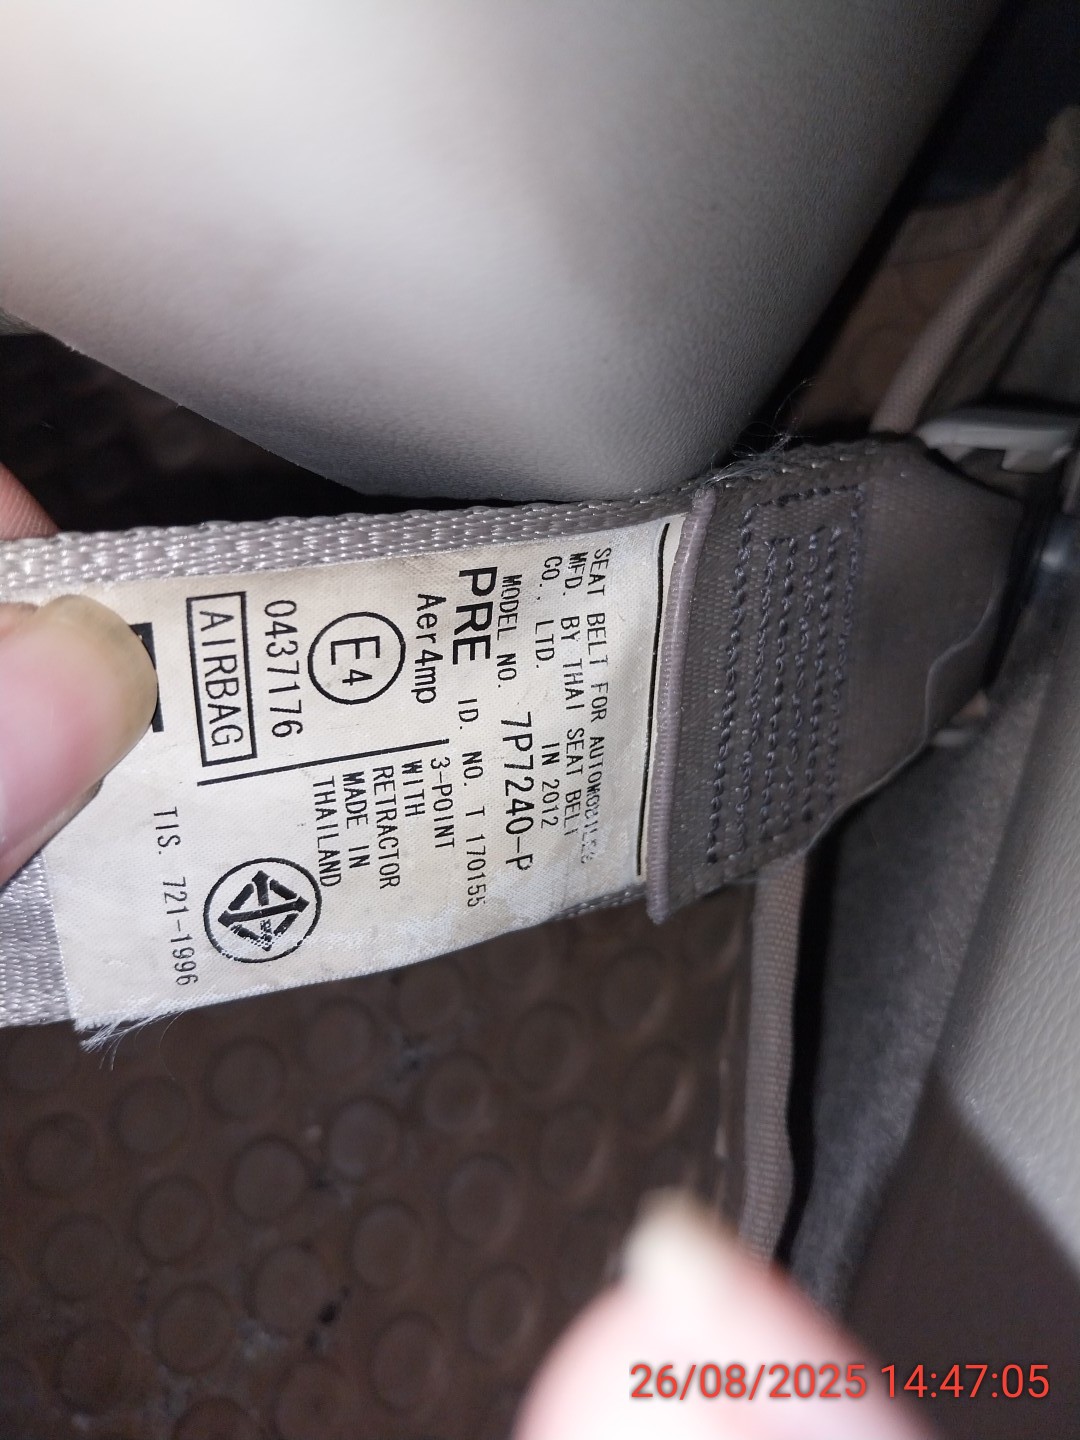 SEAT BELT FOR AUTOMOBILES
MFD. BY THAI SEAT BELT
CO., LTD. IN 2012
MODEL NO. 7P7240-P
PRE ID. NO. T 170155
Aer4mp
3-POINT
WITH
RETRACTOR
MADE IN
THAILAND
E4
0437176
AIRBAG
TIS. 721-1996
26/08/2025 14:47:05